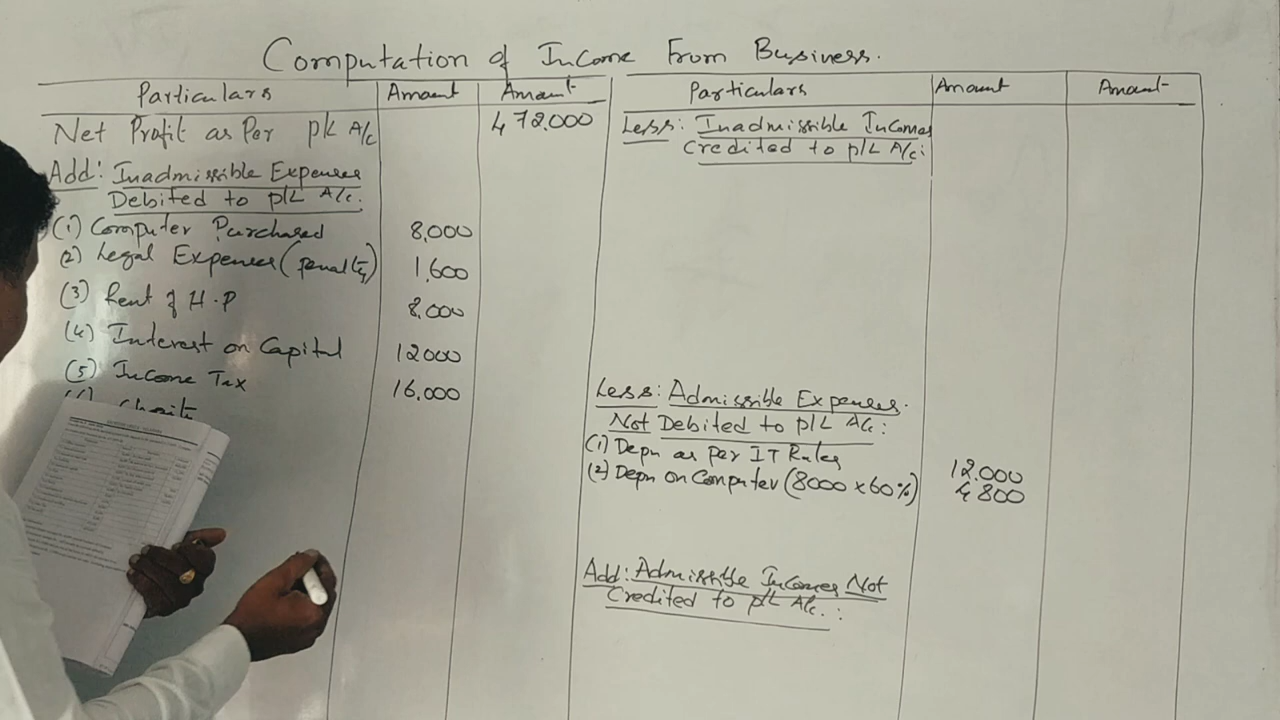 Computation of Income From Business.
Particulars Amount Amount
Net Profit as Per P/L A/c 4 72.000
Add: Inadmissible Expenses
Debited to P/L A/c.
(1) Computer Purchased 8,000
(2) Legal Expenses (Penalty) 1,600
(3) Rent of H.P 8,000
(4) Interest on Capital 12000
(5) Income Tax 16,000
Particulars Amount Amount
Less: Inadmissible Incomes
Credited to P/L A/c:
Less: Admissible Expenses.
Not Debited to P/L A/c:
(1) Depn as per IT Rules 12.000
(2) Depn on Computer (8000 x 60%) 4 800
Add: Admissible Incomes Not
Credited to P/L A/c. :